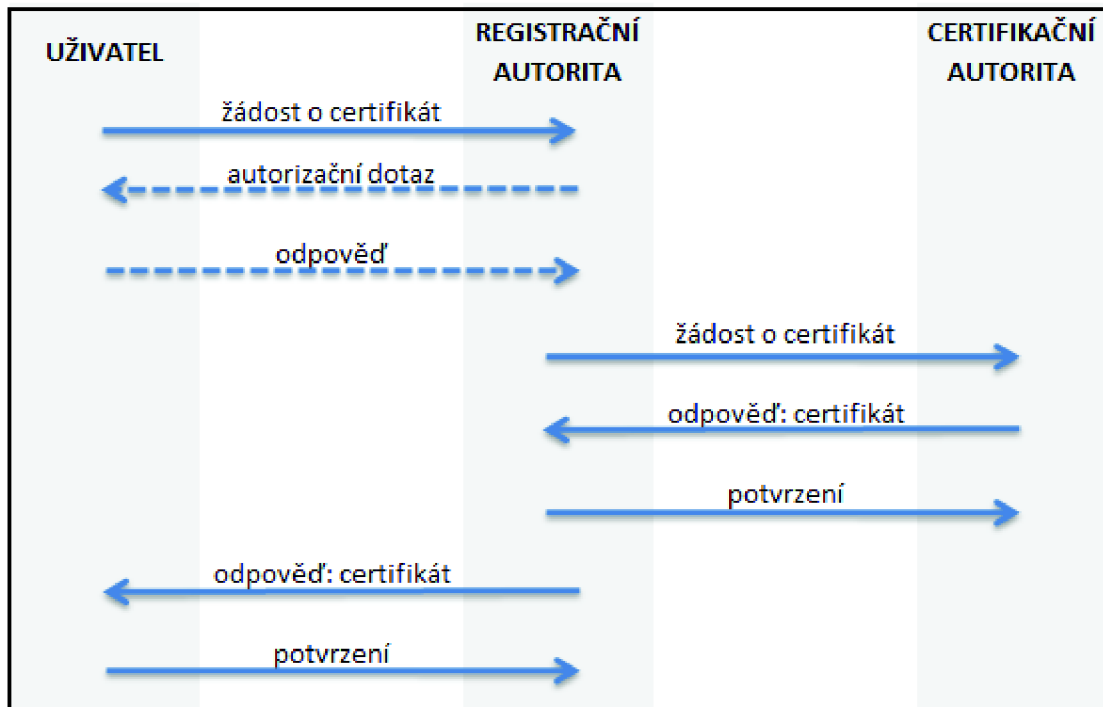 UŽIVATEL
REGISTRAČNÍ
AUTORITA
CERTIFIKAČNÍ
AUTORITA
žádost o certifikát
autorizační dotaz
odpověď
žádost o certifikát
odpověď: certifikát
potvrzení
odpověď: certifikát
potvrzení